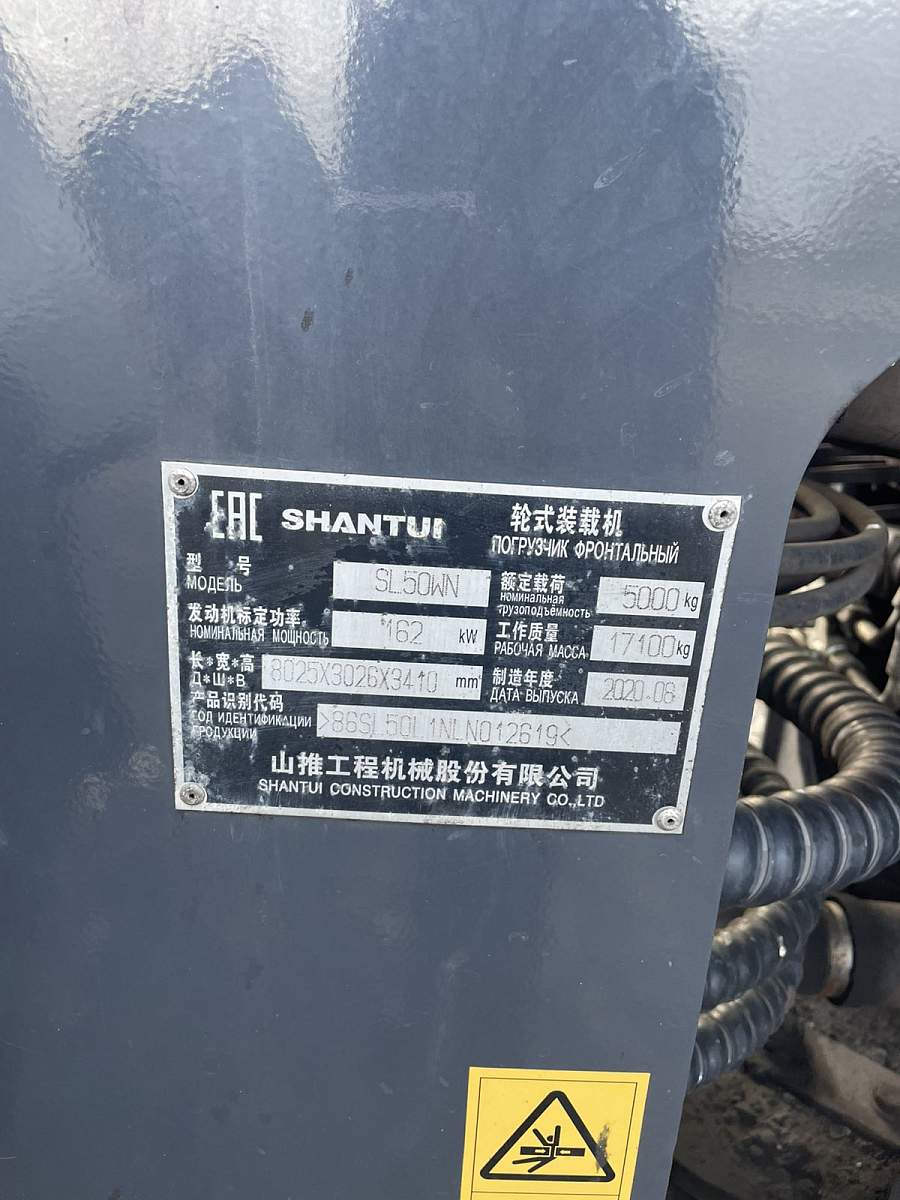 EAC SHANTUI 轮式装载机
ПОГРУЗЧИК ФРОНТАЛЬНЫЙ
型 号
МОДЕЛЬ
SL50WN
额定载荷
номинальная
грузоподъёмность
5000 kg
发动机标定功率
НОМИНАЛЬНАЯ МОЩНОСТЬ
162 kW
工作质量
РАБОЧАЯ МАССА
17100kg
长*宽*高
Д*Ш*В
8025X3026X3410 mm
制造年度
ДАТА ВЫПУСКА
2020.08
产品识别代码
КОД ИДЕНТИФИКАЦИИ
ПРОДУКЦИИ
>86SL50L1NLN012619<
山推工程机械股份有限公司
SHANTUI CONSTRUCTION MACHINERY CO.,LTD